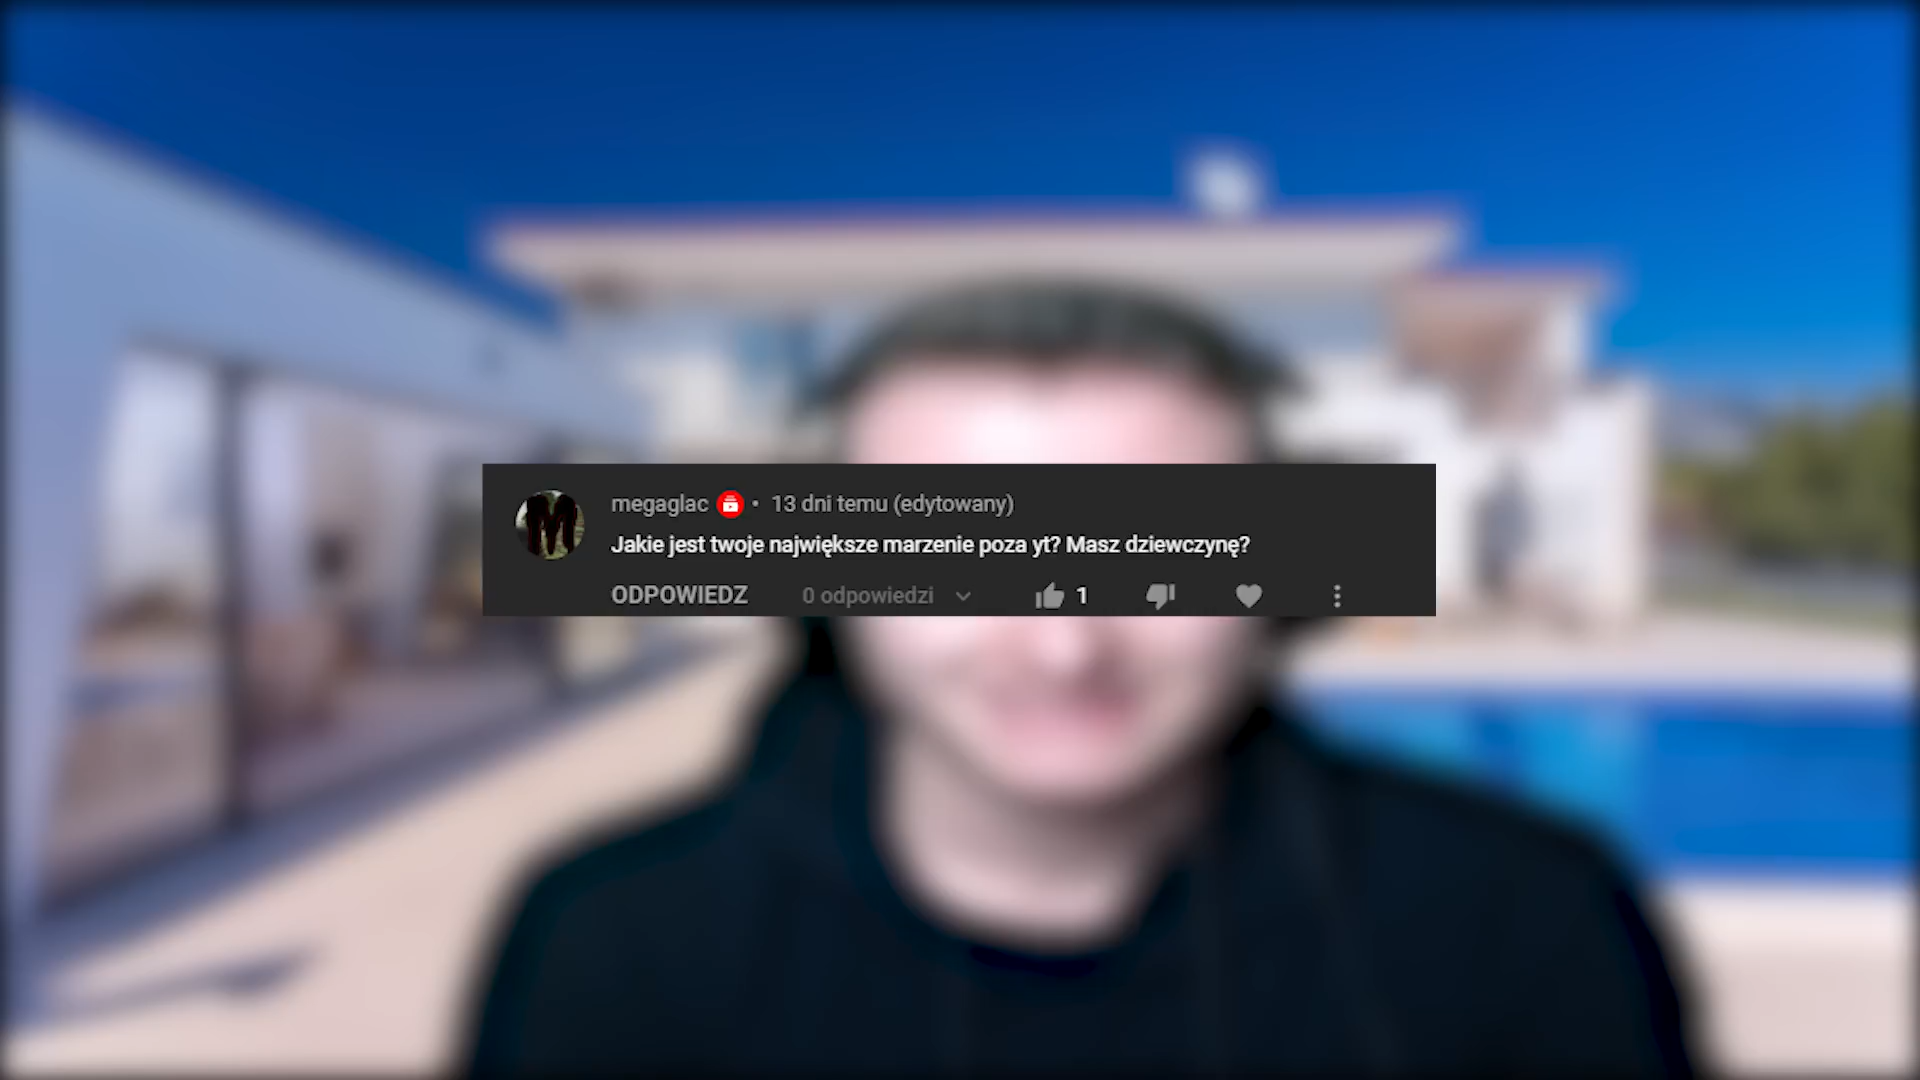 megaglac • 13 dni temu (edytowany)
Jakie jest twoje największe marzenie poza yt? Masz dziewczynę?
ODPOWIEDZ 0 odpowiedzi 1